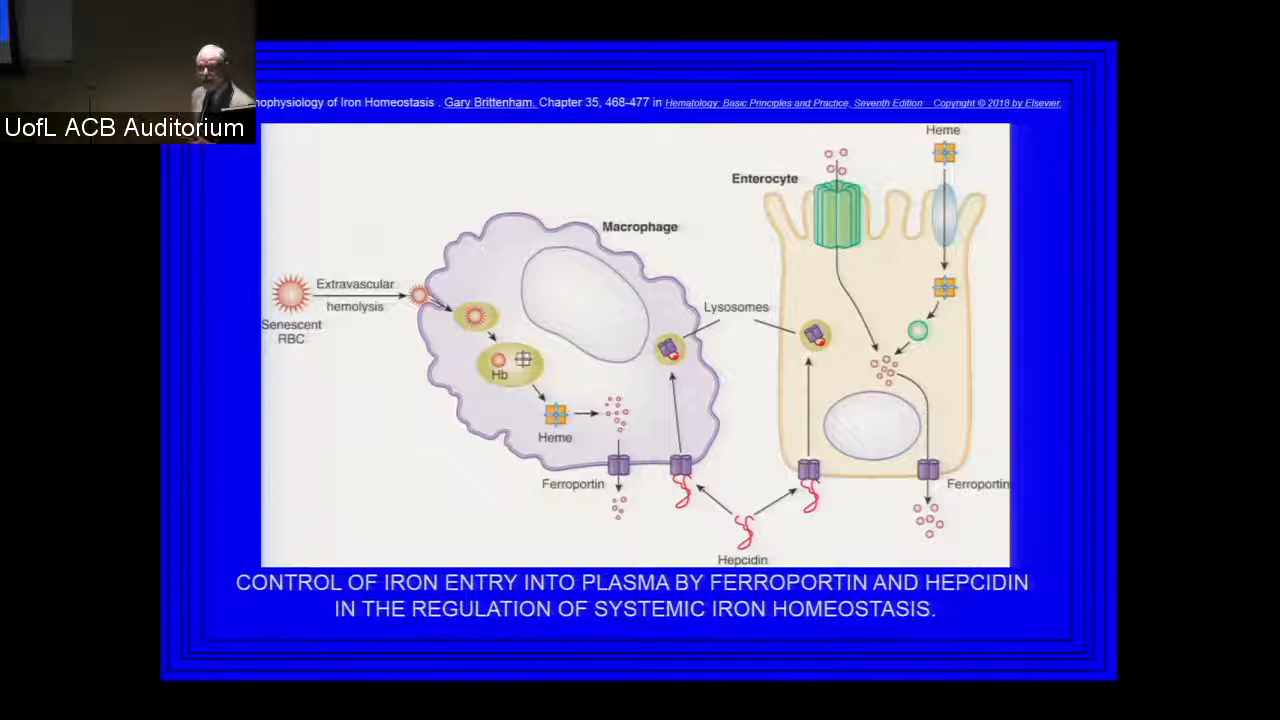 UofL ACB Auditorium
nophysiology of Iron Homeostasis . Gary Brittenham. Chapter 35, 468-477 in Hematology: Basic Principles and Practice, Seventh Edition Copyright © 2018 by Elsevier.
Heme
Enterocyte
Macrophage
Extravascular
hemolysis
Senescent
RBC
Lysosomes
Hb
Heme
Ferroportin
Ferroportin
Hepcidin
CONTROL OF IRON ENTRY INTO PLASMA BY FERROPORTIN AND HEPCIDIN
IN THE REGULATION OF SYSTEMIC IRON HOMEOSTASIS.